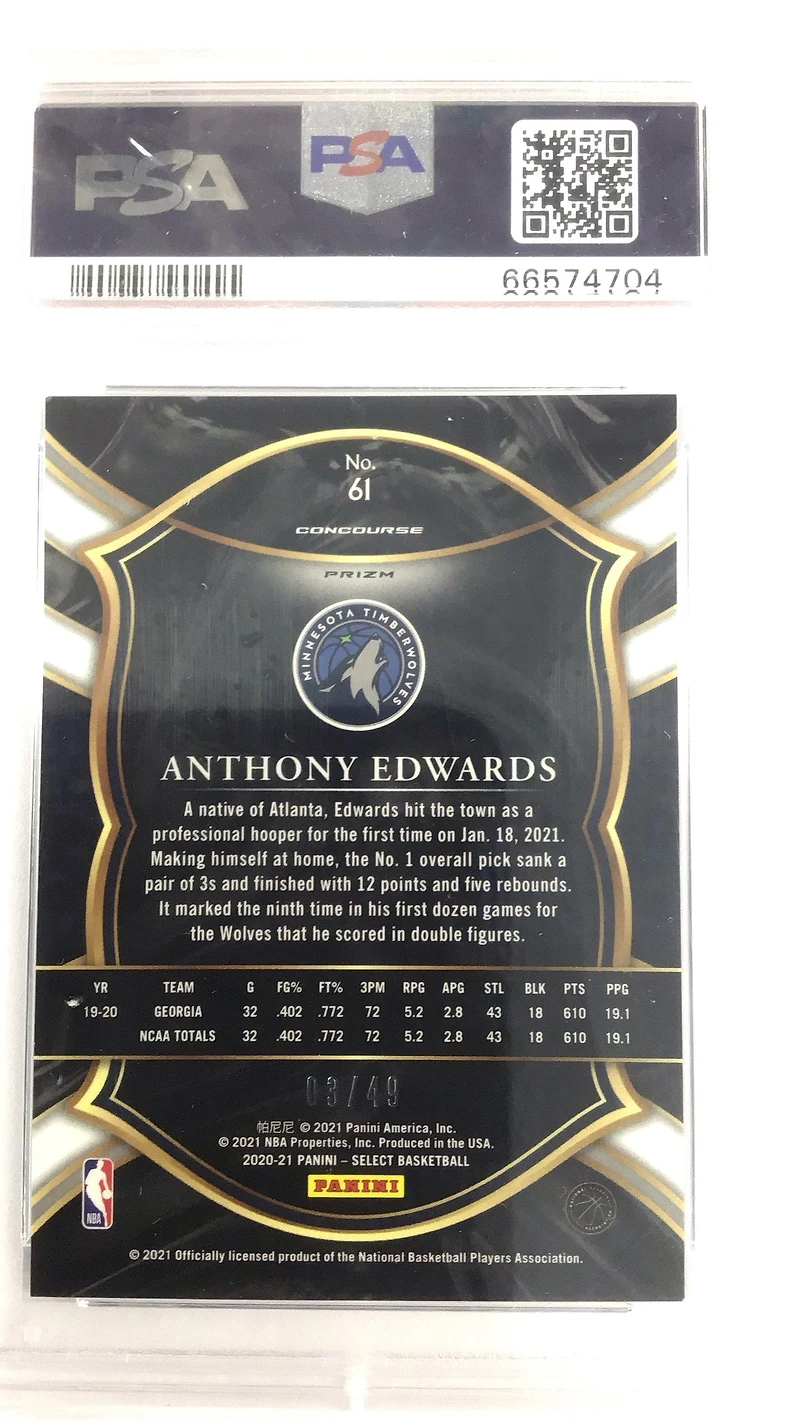 PSA
PSA
66574704
No.
61
CONCOURSE
PRIZM
MINNESOTA TIMBERWOLVES
ANTHONY EDWARDS
A native of Atlanta, Edwards hit the town as a
professional hooper for the first time on Jan. 18, 2021.
Making himself at home, the No. 1 overall pick sank a
pair of 3s and finished with 12 points and five rebounds.
It marked the ninth time in his first dozen games for
the Wolves that he scored in double figures.
YR TEAM G FG% FT% 3PM RPG APG STL BLK PTS PPG
19-20 GEORGIA 32 .402 .772 72 5.2 2.8 43 18 610 19.1
NCAA TOTALS 32 .402 .772 72 5.2 2.8 43 18 610 19.1
03/49
帕尼尼 © 2021 Panini America, Inc.
© 2021 NBA Properties, Inc. Produced in the USA.
2020-21 PANINI – SELECT BASKETBALL
PANINI
NBA
© 2021 Officially licensed product of the National Basketball Players Association.